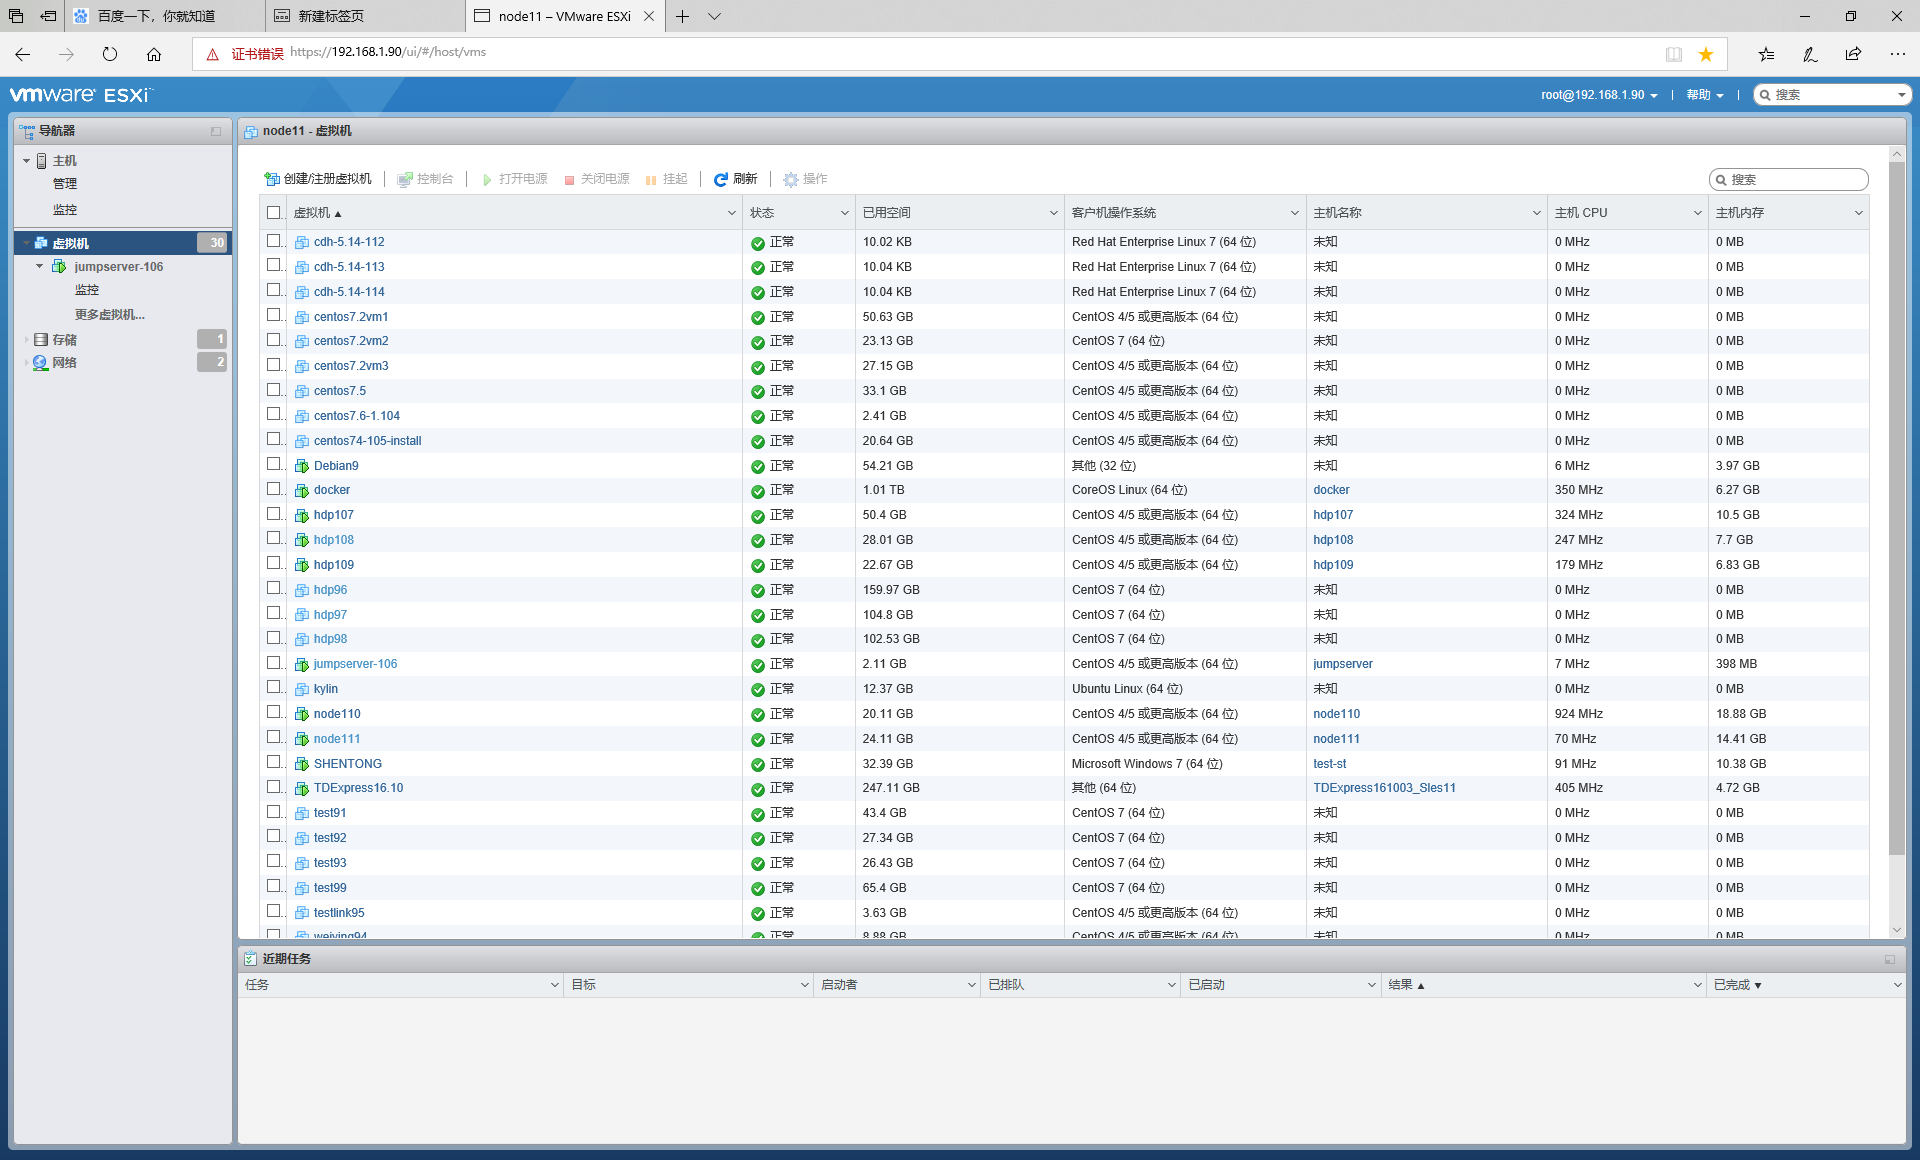 百度一下，你就知道
新建标签页
node11 – VMware ESXi
证书错误 https://192.168.1.90/ui/#/host/vms
vmware ESXi
root@192.168.1.90 | 帮助 | 搜索
导航器
主机
管理
监控
虚拟机 30
jumpserver-106
监控
更多虚拟机...
存储 1
网络 2
node11 - 虚拟机
创建/注册虚拟机 | 控制台 | 打开电源 关闭电源 挂起 | 刷新 | 操作 搜索
虚拟机 状态 已用空间 客户机操作系统 主机名称 主机 CPU 主机内存
cdh-5.14-112 正常 10.02 KB Red Hat Enterprise Linux 7 (64 位) 未知 0 MHz 0 MB
cdh-5.14-113 正常 10.04 KB Red Hat Enterprise Linux 7 (64 位) 未知 0 MHz 0 MB
cdh-5.14-114 正常 10.04 KB Red Hat Enterprise Linux 7 (64 位) 未知 0 MHz 0 MB
centos7.2vm1 正常 50.63 GB CentOS 4/5 或更高版本 (64 位) 未知 0 MHz 0 MB
centos7.2vm2 正常 23.13 GB CentOS 7 (64 位) 未知 0 MHz 0 MB
centos7.2vm3 正常 27.15 GB CentOS 4/5 或更高版本 (64 位) 未知 0 MHz 0 MB
centos7.5 正常 33.1 GB CentOS 4/5 或更高版本 (64 位) 未知 0 MHz 0 MB
centos7.6-1.104 正常 2.41 GB CentOS 4/5 或更高版本 (64 位) 未知 0 MHz 0 MB
centos74-105-install 正常 20.64 GB CentOS 4/5 或更高版本 (64 位) 未知 0 MHz 0 MB
Debian9 正常 54.21 GB 其他 (32 位) 未知 6 MHz 3.97 GB
docker 正常 1.01 TB CoreOS Linux (64 位) docker 350 MHz 6.27 GB
hdp107 正常 50.4 GB CentOS 4/5 或更高版本 (64 位) hdp107 324 MHz 10.5 GB
hdp108 正常 28.01 GB CentOS 4/5 或更高版本 (64 位) hdp108 247 MHz 7.7 GB
hdp109 正常 22.67 GB CentOS 4/5 或更高版本 (64 位) hdp109 179 MHz 6.83 GB
hdp96 正常 159.97 GB CentOS 7 (64 位) 未知 0 MHz 0 MB
hdp97 正常 104.8 GB CentOS 7 (64 位) 未知 0 MHz 0 MB
hdp98 正常 102.53 GB CentOS 7 (64 位) 未知 0 MHz 0 MB
jumpserver-106 正常 2.11 GB CentOS 4/5 或更高版本 (64 位) jumpserver 7 MHz 398 MB
kylin 正常 12.37 GB Ubuntu Linux (64 位) 未知 0 MHz 0 MB
node110 正常 20.11 GB CentOS 4/5 或更高版本 (64 位) node110 924 MHz 18.88 GB
node111 正常 24.11 GB CentOS 4/5 或更高版本 (64 位) node111 70 MHz 14.41 GB
SHENTONG 正常 32.39 GB Microsoft Windows 7 (64 位) test-st 91 MHz 10.38 GB
TDExpress16.10 正常 247.11 GB 其他 (64 位) TDExpress161003_Sles11 405 MHz 4.72 GB
test91 正常 43.4 GB CentOS 7 (64 位) 未知 0 MHz 0 MB
test92 正常 27.34 GB CentOS 7 (64 位) 未知 0 MHz 0 MB
test93 正常 26.43 GB CentOS 7 (64 位) 未知 0 MHz 0 MB
test99 正常 65.4 GB CentOS 7 (64 位) 未知 0 MHz 0 MB
testlink95 正常 3.63 GB CentOS 4/5 或更高版本 (64 位) 未知 0 MHz 0 MB
weiying94 正常 8.88 GB CentOS 4/5 或更高版本 (64 位) 未知 0 MHz 0 MB
近期任务
任务 目标 启动者 已排队 已启动 结果 已完成